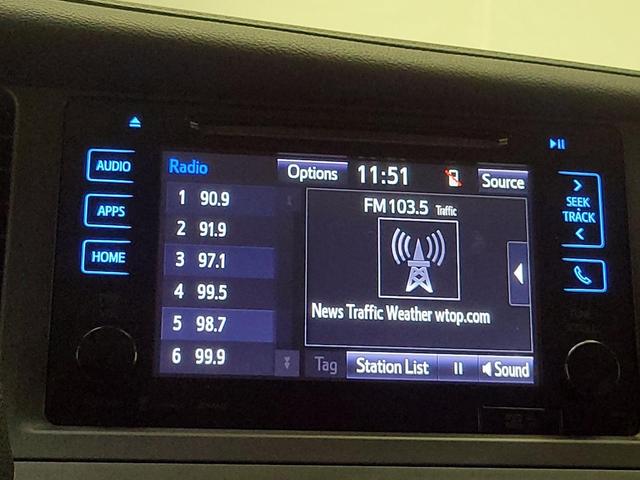 Radio Options 11:51 Source
AUDIO
APPS
HOME
1 90.9
2 91.9
3 97.1
4 99.5
5 98.7
6 99.9
FM 103.5 Traffic
News Traffic Weather wtop.com
Tag Station List Sound
SEEK
TRACK